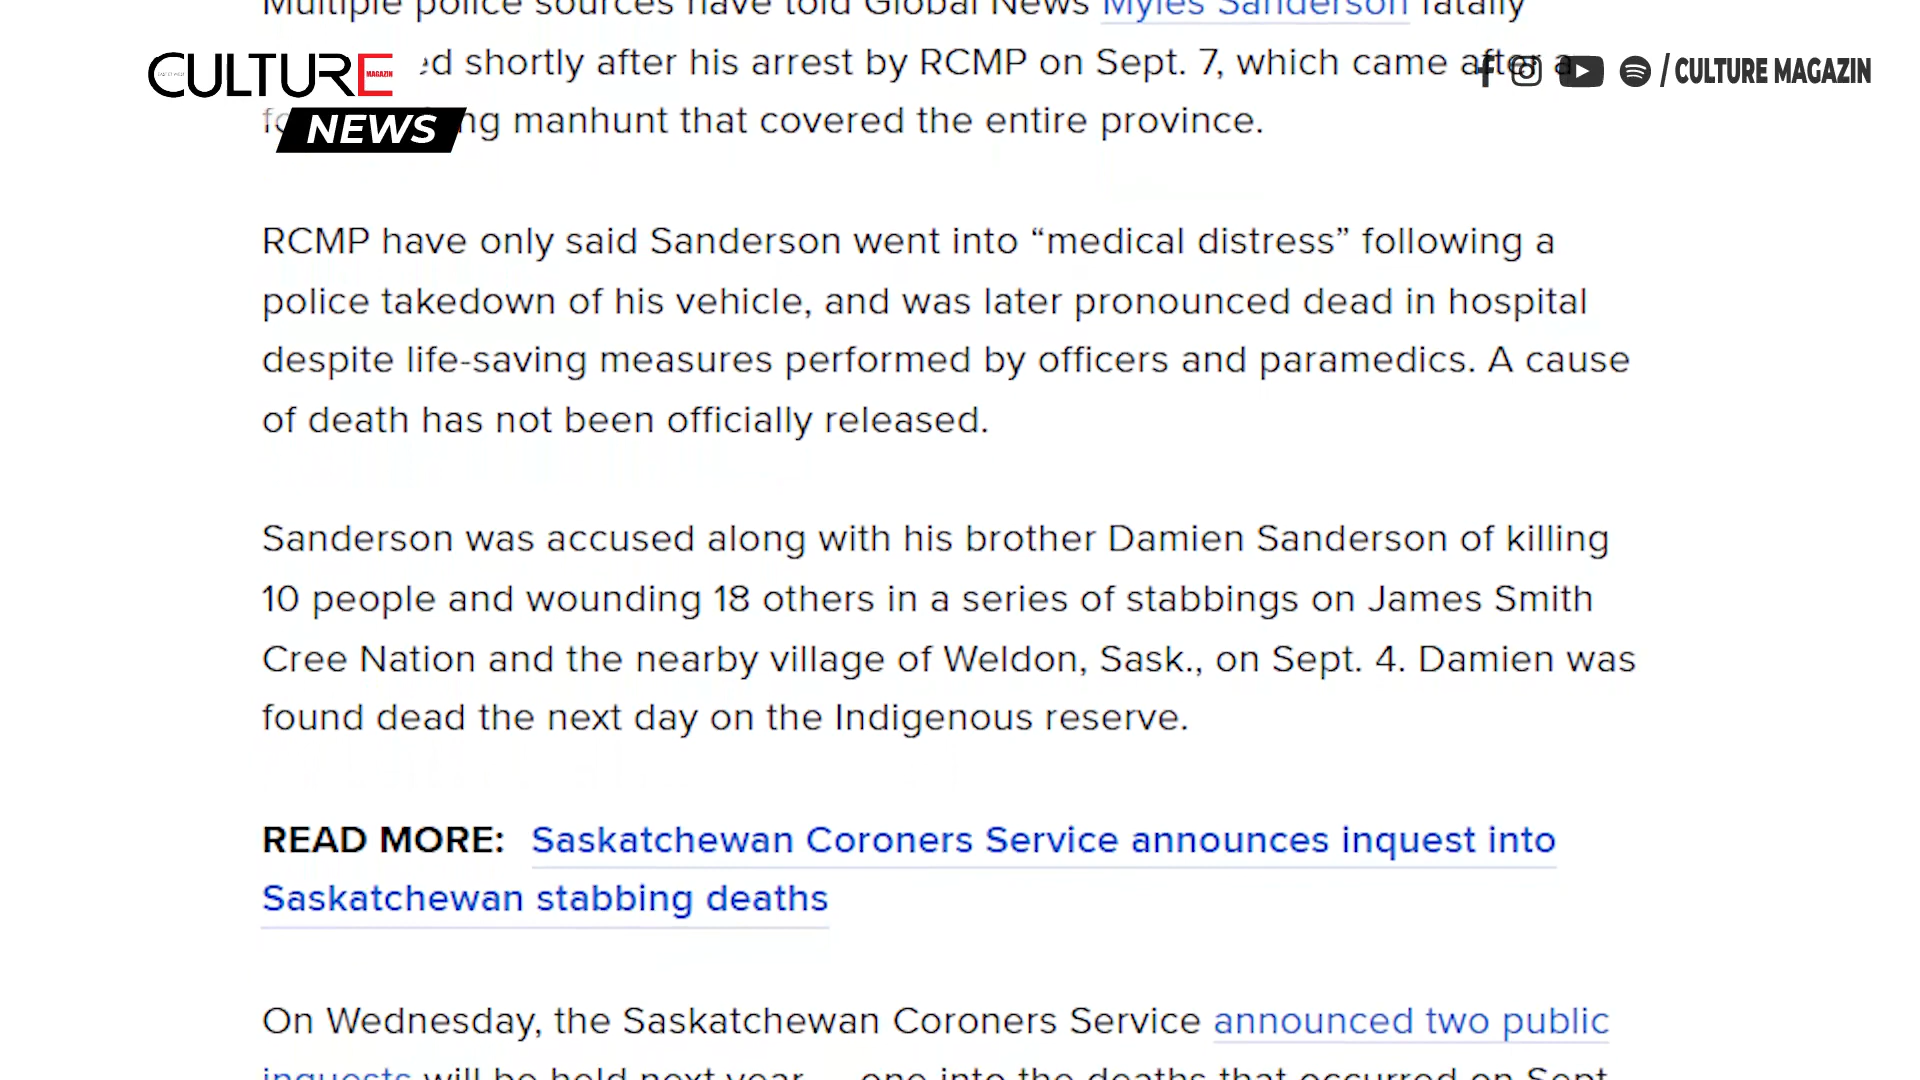 Multiple police sources have told Global News Myles Sanderson fatally
ed shortly after his arrest by RCMP on Sept. 7, which came after a
CULTURE
MAGAZIN
/ CULTURE MAGAZIN
NEWS
ng manhunt that covered the entire province.
RCMP have only said Sanderson went into “medical distress” following a
police takedown of his vehicle, and was later pronounced dead in hospital
despite life-saving measures performed by officers and paramedics. A cause
of death has not been officially released.
Sanderson was accused along with his brother Damien Sanderson of killing
10 people and wounding 18 others in a series of stabbings on James Smith
Cree Nation and the nearby village of Weldon, Sask., on Sept. 4. Damien was
found dead the next day on the Indigenous reserve.
READ MORE: Saskatchewan Coroners Service announces inquest into
Saskatchewan stabbing deaths
On Wednesday, the Saskatchewan Coroners Service announced two public
inquests will be held next year — one into the deaths that occurred on Sept.